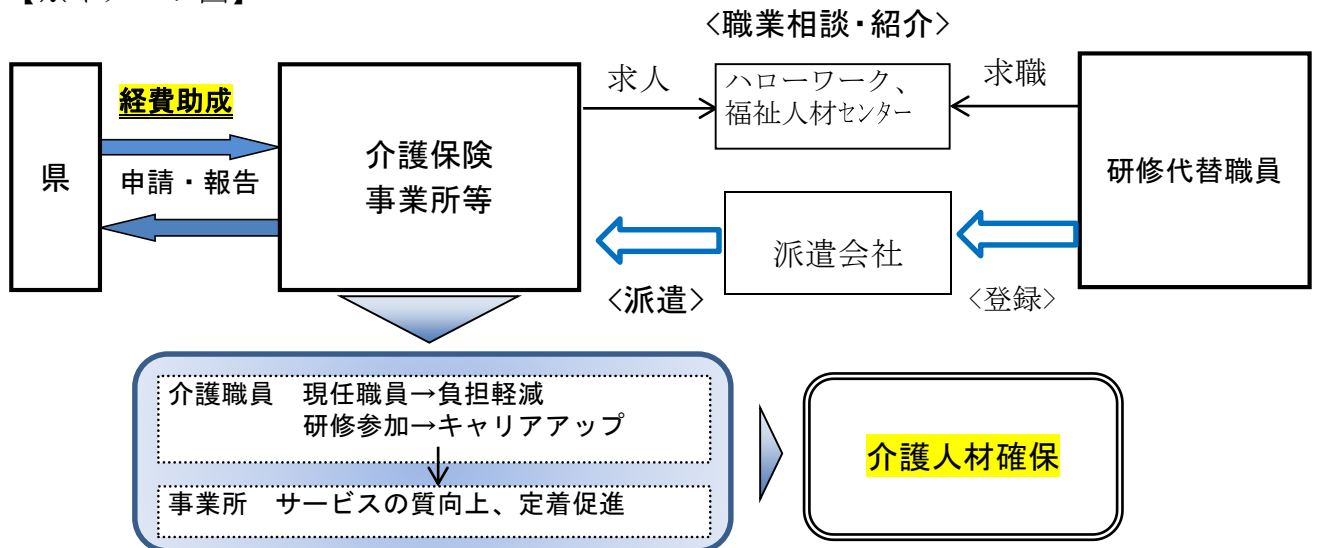 <職業相談・紹介>
県
経費助成
申請・報告
介護保険
事業所等
求人
ハローワーク、
福祉人材センター
求職
研修代替職員
派遣会社
<派遣>
<登録>
介護職員 現任職員→負担軽減
研修参加→キャリアアップ
事業所 サービスの質向上、定着促進
介護人材確保